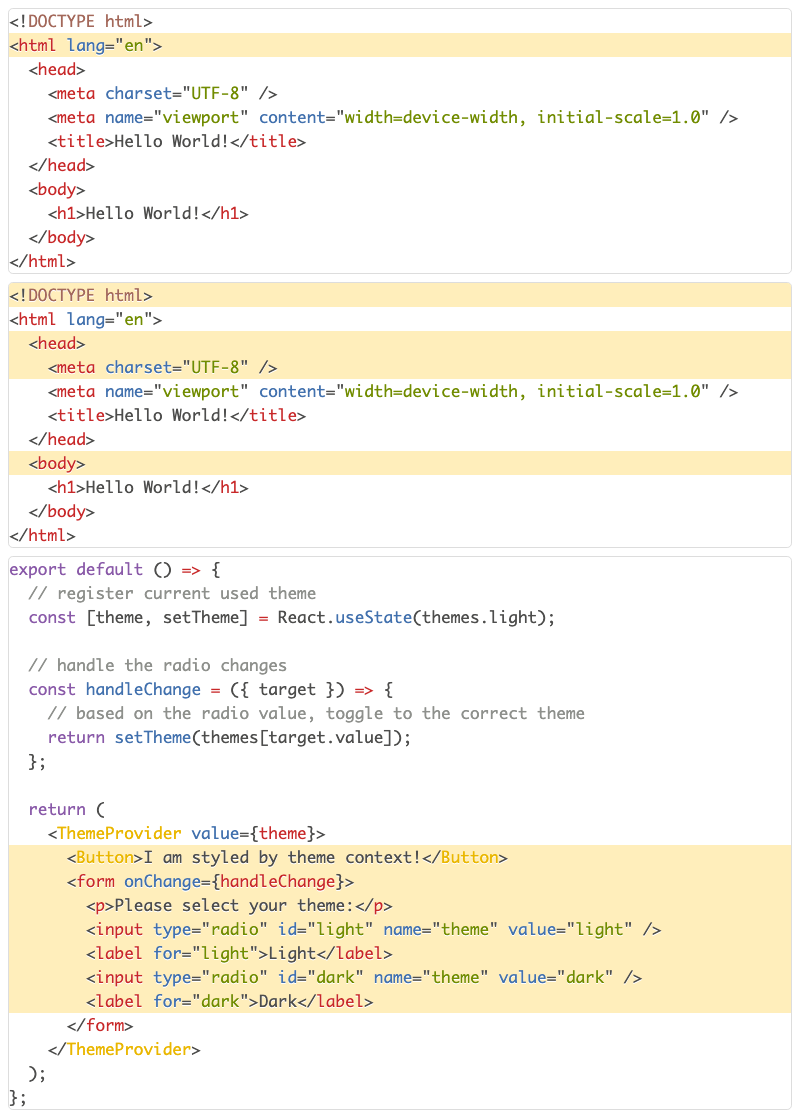 <!DOCTYPE html>
<html lang="en">
  <head>
    <meta charset="UTF-8" />
    <meta name="viewport" content="width=device-width, initial-scale=1.0" />
    <title>Hello World!</title>
  </head>
  <body>
    <h1>Hello World!</h1>
  </body>
</html>
<!DOCTYPE html>
<html lang="en">
  <head>
    <meta charset="UTF-8" />
    <meta name="viewport" content="width=device-width, initial-scale=1.0" />
    <title>Hello World!</title>
  </head>
  <body>
    <h1>Hello World!</h1>
  </body>
</html>
export default () => {
  // register current used theme
  const [theme, setTheme] = React.useState(themes.light);

  // handle the radio changes
  const handleChange = ({ target }) => {
    // based on the radio value, toggle to the correct theme
    return setTheme(themes[target.value]);
  };

  return (
    <ThemeProvider value={theme}>
      <Button>I am styled by theme context!</Button>
      <form onChange={handleChange}>
        <p>Please select your theme:</p>
        <input type="radio" id="light" name="theme" value="light" />
        <label for="light">Light</label>
        <input type="radio" id="dark" name="theme" value="dark" />
        <label for="dark">Dark</label>
      </form>
    </ThemeProvider>
  );
};